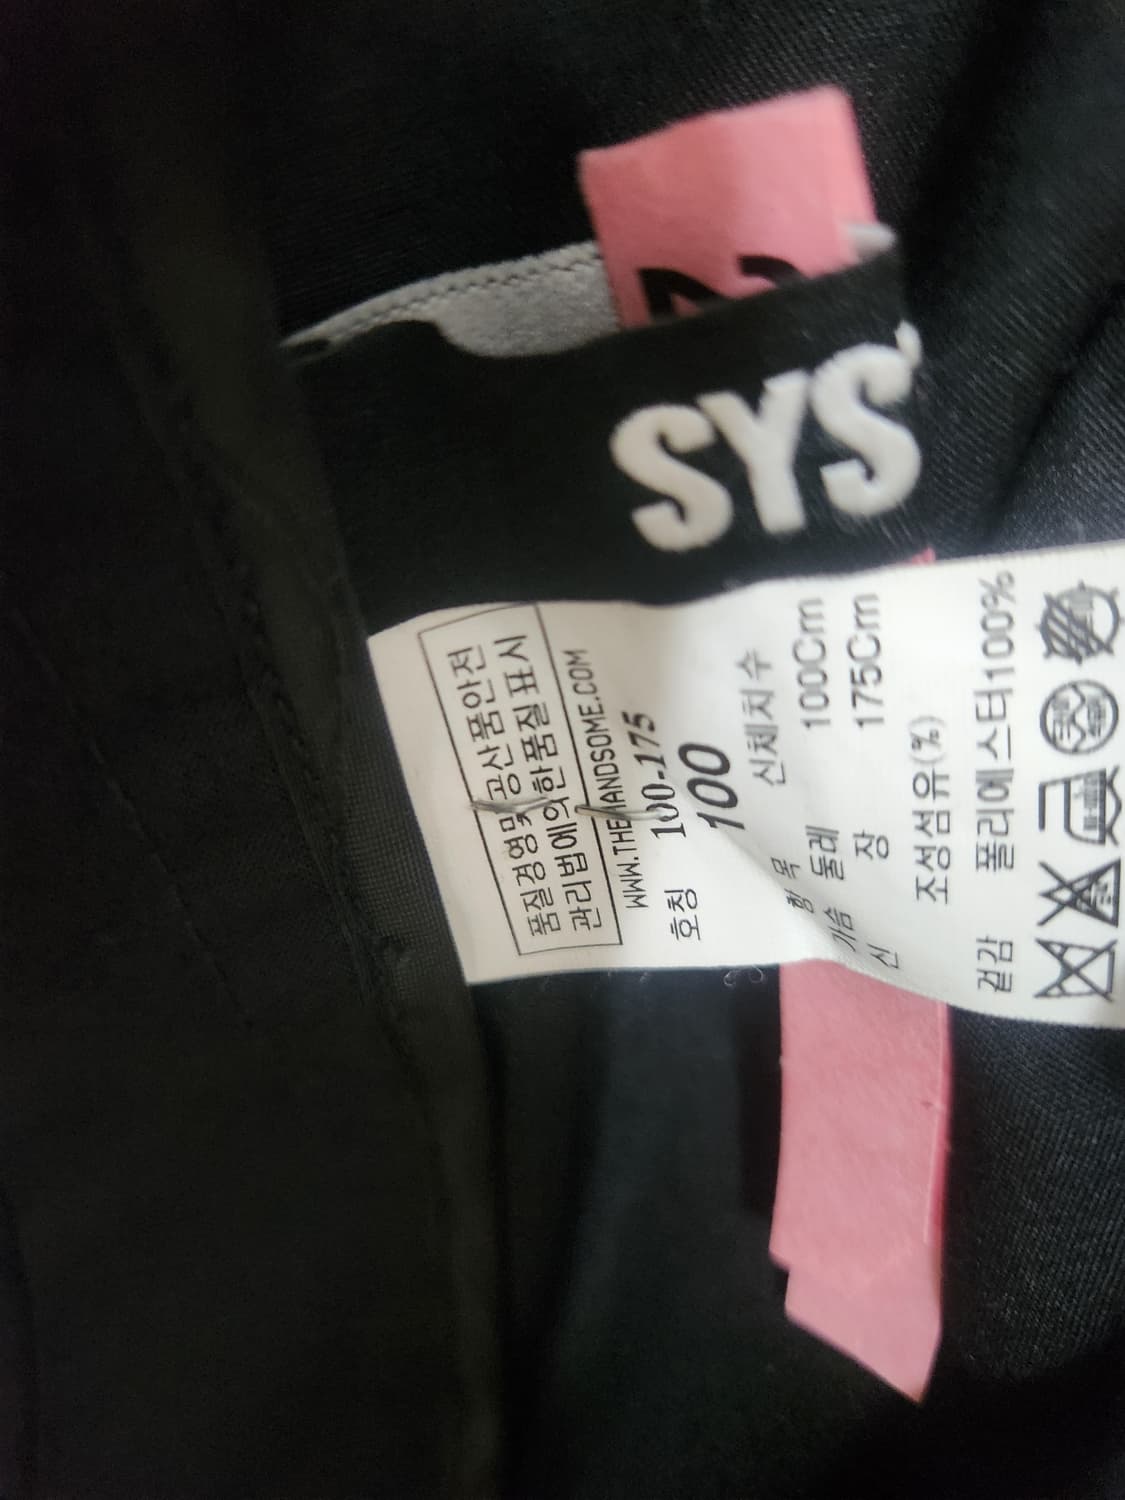 SYS
품질경영및 공산품안전
관리법에의한품질표시
WWW.THEHANDSOME.COM
호칭 100-175
100
항 목 신체치수
가슴 둘레 100Cm
신 장 175Cm
조성섬유(%)
겉감 폴리에스터100%